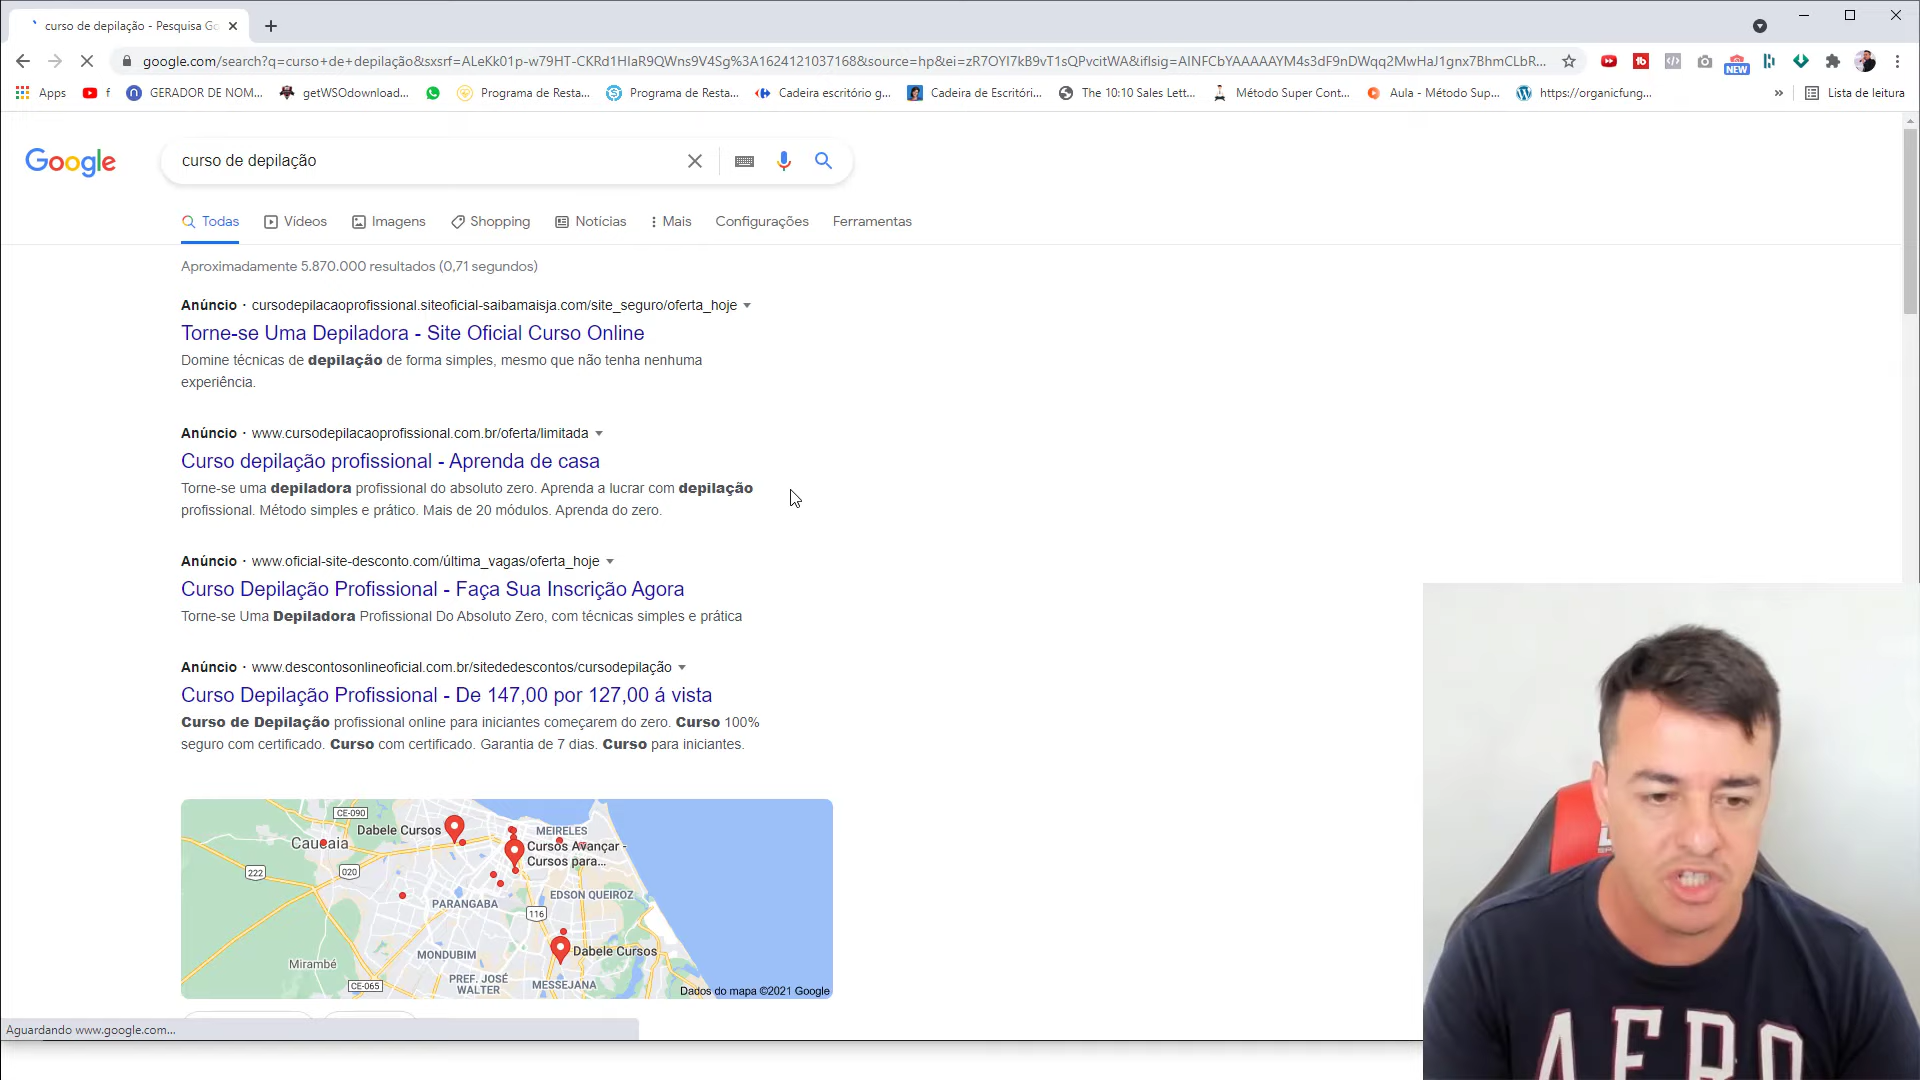 curso de depilação - Pesquisa Go
google.com/search?q=curso+de+depilação&sxsrf=ALeKk01p-w79HT-CKRd1HIaR9QWns9V4Sg%3A1624121037168&source=hp&ei=zR7OYI7kB9vT1sQPvcitWA&iflsig=AINFCbYAAAAAYM4s3dF9nDWqq2MwHaJ1gnx7BhmCLbR...
NEW
Apps
f
GERADOR DE NOM...
getWSOdownload...
Programa de Resta...
Programa de Resta...
Cadeira escritório g...
Cadeira de Escritóri...
The 10:10 Sales Lett...
Método Super Cont...
Aula - Método Sup...
https://organicfung...
»
Lista de leitura
Google
curso de depilação
Todas
Vídeos
Imagens
Shopping
Notícias
Mais
Configurações
Ferramentas
Aproximadamente 5.870.000 resultados (0,71 segundos)
Anúncio · cursodepilacaoprofissional.siteoficial-saibamaisja.com/site_seguro/oferta_hoje
Torne-se Uma Depiladora - Site Oficial Curso Online
Domine técnicas de depilação de forma simples, mesmo que não tenha nenhuma
experiência.
Anúncio · www.cursodepilacaoprofissional.com.br/oferta/limitada
Curso depilação profissional - Aprenda de casa
Torne-se uma depiladora profissional do absoluto zero. Aprenda a lucrar com depilação
profissional. Método simples e prático. Mais de 20 módulos. Aprenda do zero.
Anúncio · www.oficial-site-desconto.com/última_vagas/oferta_hoje
Curso Depilação Profissional - Faça Sua Inscrição Agora
Torne-se Uma Depiladora Profissional Do Absoluto Zero, com técnicas simples e prática
Anúncio · www.descontosonlineoficial.com.br/sitededescontos/cursodepilação
Curso Depilação Profissional - De 147,00 por 127,00 á vista
Curso de Depilação profissional online para iniciantes começarem do zero. Curso 100%
seguro com certificado. Curso com certificado. Garantia de 7 dias. Curso para iniciantes.
CE-090
Dabele Cursos
MEIRELES
Caucaia
Cursos Avançar -
Cursos para...
222
020
EDSON QUEIROZ
PARANGABA
116
MONDUBIM
Dabele Cursos
Mirambé
PREF. JOSÉ
WALTER
CE-065
MESSEJANA
Dados do mapa ©2021 Google
Aguardando www.google.com...
AERO